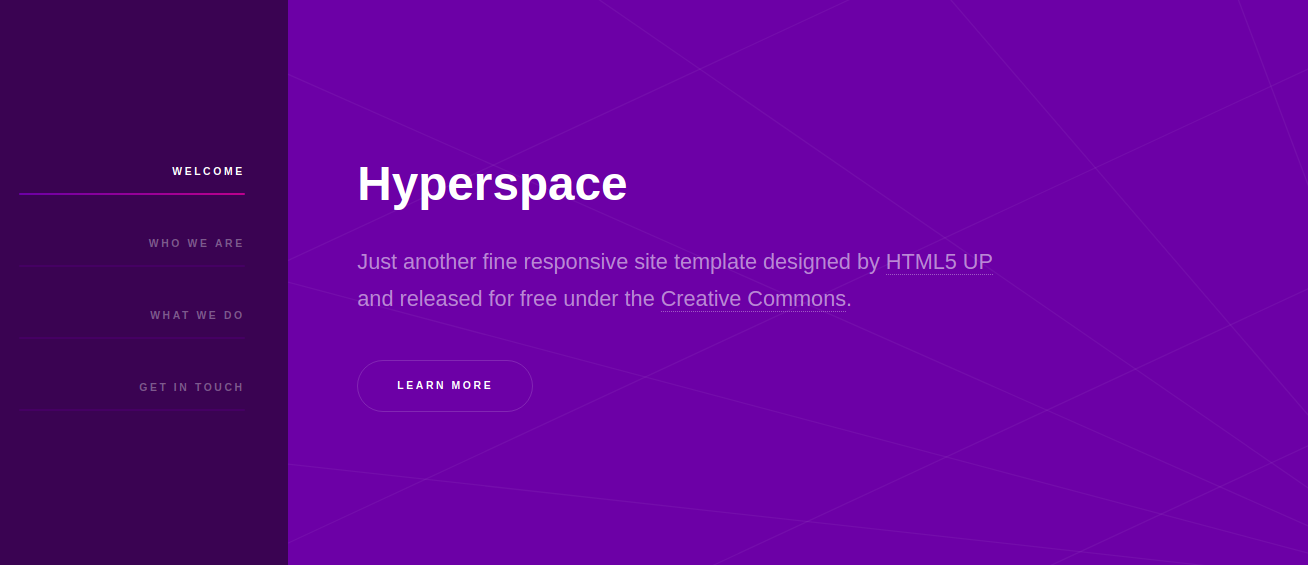 WELCOME
WHO WE ARE
WHAT WE DO
GET IN TOUCH
Hyperspace
Just another fine responsive site template designed by HTML5 UP
and released for free under the Creative Commons.
LEARN MORE